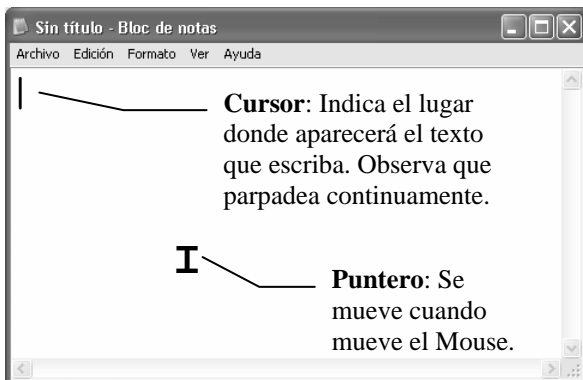 Sin título - Bloc de notas
Archivo Edición Formato Ver Ayuda
Cursor: Indica el lugar
donde aparecerá el texto
que escriba. Observa que
parpadea continuamente.
Puntero: Se
mueve cuando
mueve el Mouse.